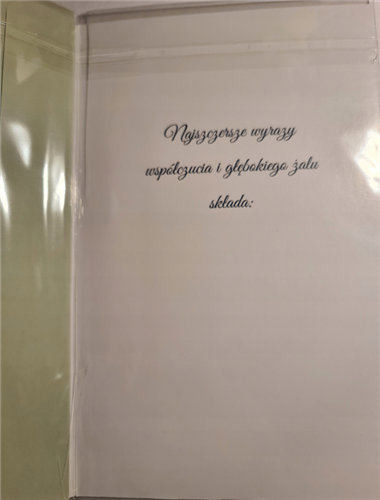 Najszczersze wyrazy
współczucia i głębokiego żalu
składa: